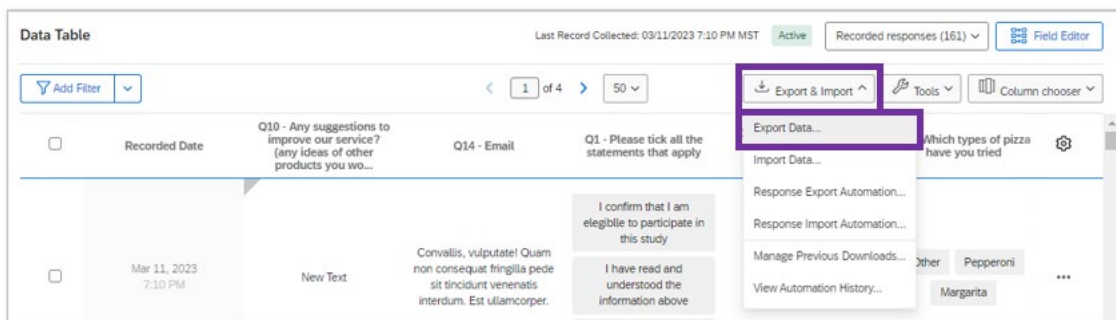 Data Table
Last Record Collected: 03/11/2023 7:10 PM MST
Active
Recorded responses (161)
Field Editor
Add Filter
1 of 4
50
Export & Import
Tools
Column chooser
Recorded Date
Q10 - Any suggestions to
improve our service?
(any ideas of other
products you wo...
Q14 - Email
Q1 - Please tick all the
statements that apply
Which types of pizza
have you tried
Export Data...
Import Data...
Response Export Automation...
Response Import Automation...
Manage Previous Downloads...
View Automation History...
Mar 11, 2023
7:10 PM
New Text
Convallis, vulputate! Quam
non consequat fringilla pede
sit tincidunt venenatis
interdum. Est ullamcorper.
I confirm that I am
elegiblle to participate in
this study
I have read and
understood the
information above
Other
Pepperoni
Margarita